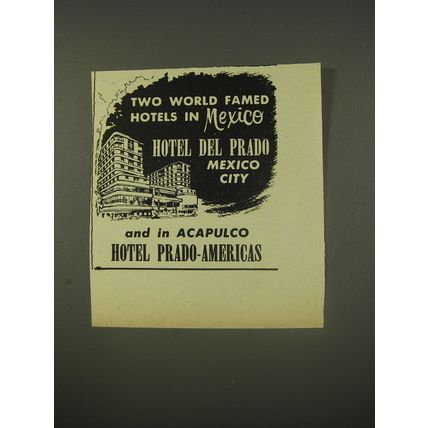 TWO WORLD FAMED
HOTELS IN Mexico
HOTEL DEL PRADO
MEXICO
CITY
and in ACAPULCO
HOTEL PRADO-AMERICAS